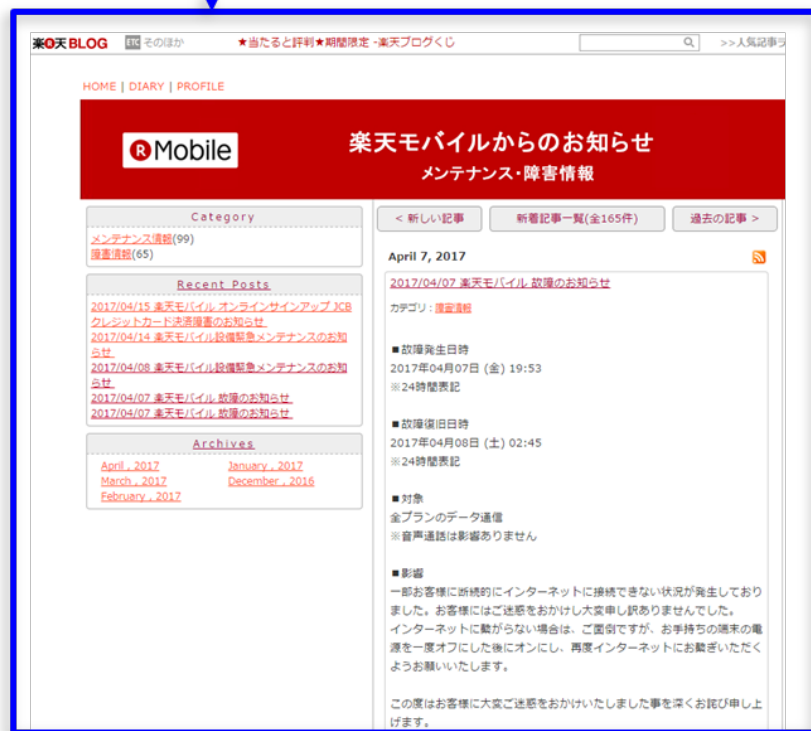 楽天 BLOG ETC そのほか ★当たると評判★期間限定 -楽天ブログくじ >>人気記事ラ
HOME | DIARY | PROFILE
R Mobile
楽天モバイルからのお知らせ
メンテナンス・障害情報
Category
メンテナンス情報(99)
障害情報(65)
Recent Posts
2017/04/15 楽天モバイル オンラインサインアップ JCB
クレジットカード決済障害のお知らせ
2017/04/14 楽天モバイル設備緊急メンテナンスのお知
らせ
2017/04/08 楽天モバイル設備緊急メンテナンスのお知
らせ
2017/04/07 楽天モバイル 故障のお知らせ
2017/04/07 楽天モバイル 故障のお知らせ
Archives
April , 2017 January , 2017
March , 2017 December , 2016
February , 2017
< 新しい記事 新着記事一覧(全165件) 過去の記事 >
April 7, 2017
2017/04/07 楽天モバイル 故障のお知らせ
カテゴリ：障害情報
■故障発生日時
2017年04月07日 (金) 19:53
※24時間表記
■故障復旧日時
2017年04月08日 (土) 02:45
※24時間表記
■対象
全プランのデータ通信
※音声通話は影響ありません
■影響
一部お客様に断続的にインターネットに接続できない状況が発生しており
ました。お客様にはご迷惑をおかけし大変申し訳ありませんでした。
インターネットに繋がらない場合は、ご面倒ですが、お手持ちの端末の電
源を一度オフにした後にオンにし、再度インターネットにお繋ぎいただく
ようお願いいたします。
この度はお客様に大変ご迷惑をおかけいたしました事を深くお詫び申し上
げます。